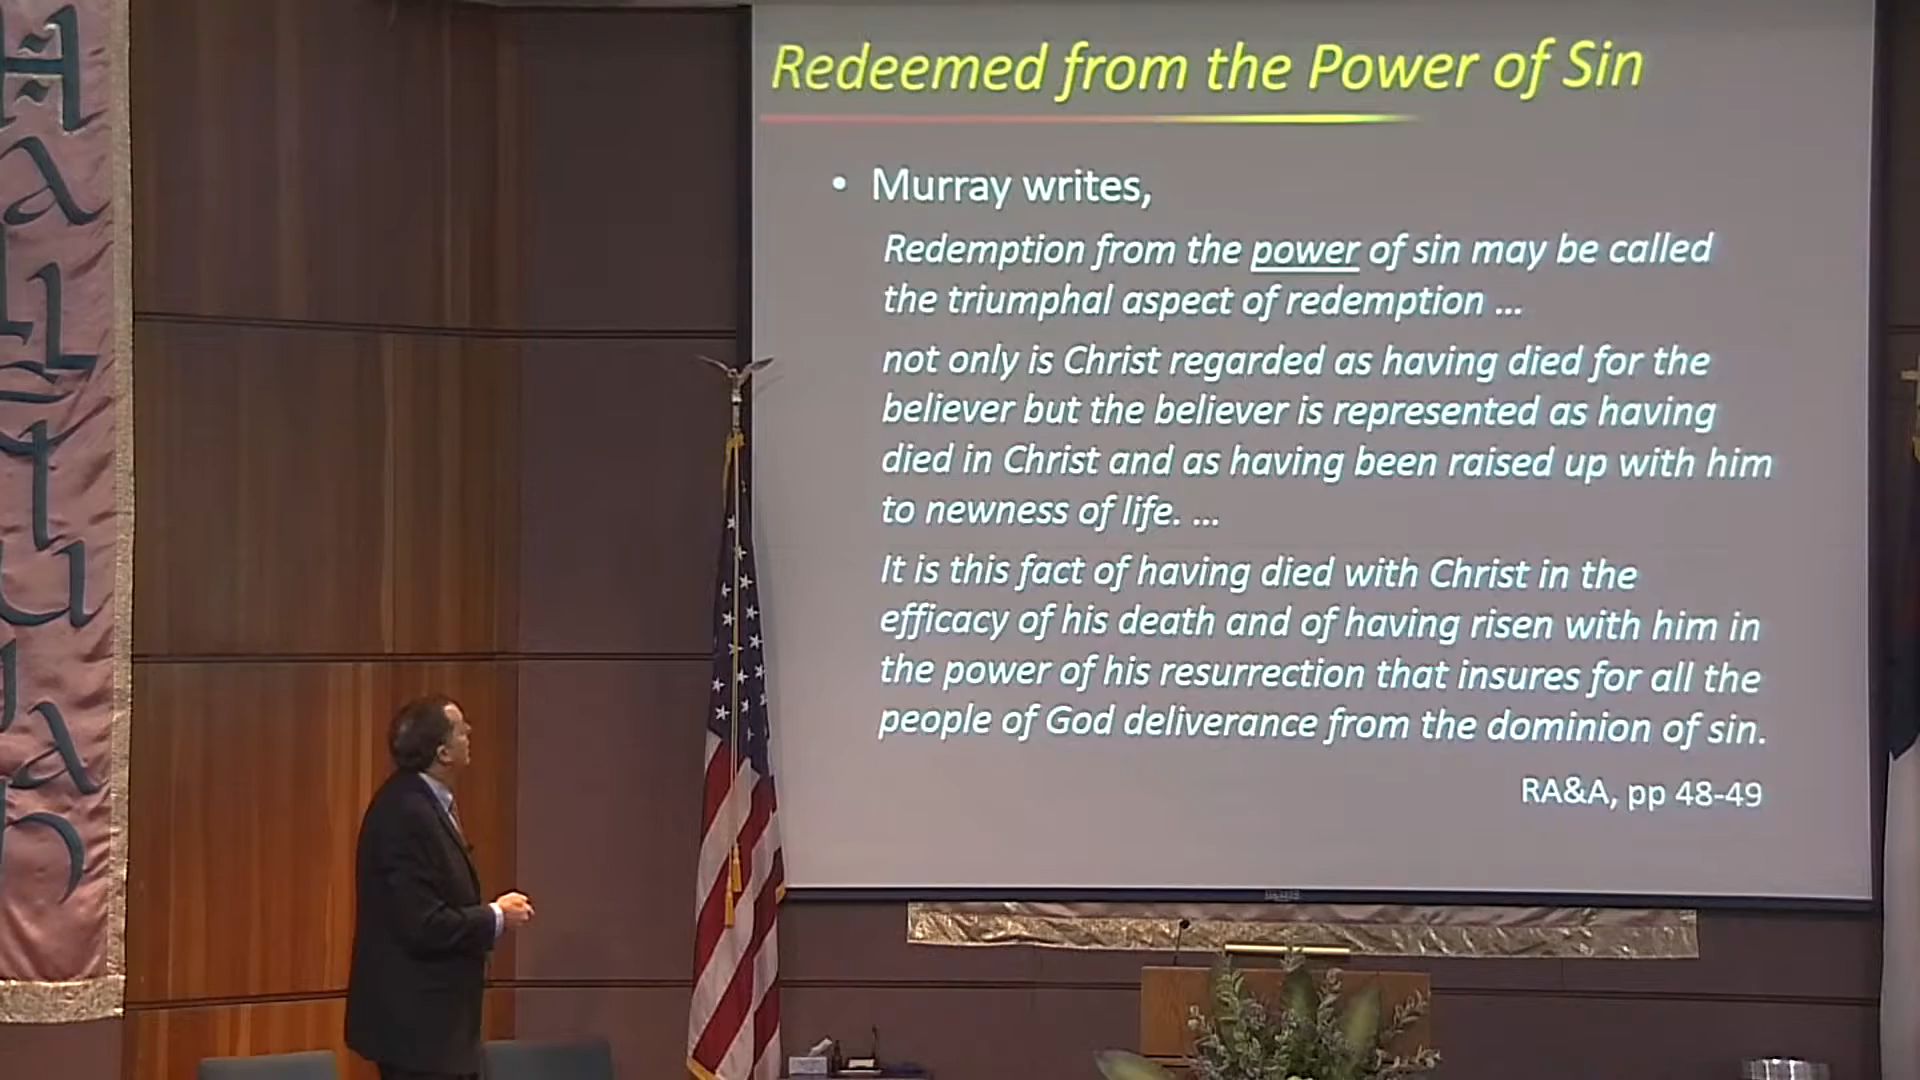 Redeemed from the Power of Sin
• Murray writes,
Redemption from the power of sin may be called
the triumphal aspect of redemption ...
not only is Christ regarded as having died for the
believer but the believer is represented as having
died in Christ and as having been raised up with him
to newness of life. ...
It is this fact of having died with Christ in the
efficacy of his death and of having risen with him in
the power of his resurrection that insures for all the
people of God deliverance from the dominion of sin.
RA&A, pp 48-49
Halleluyah